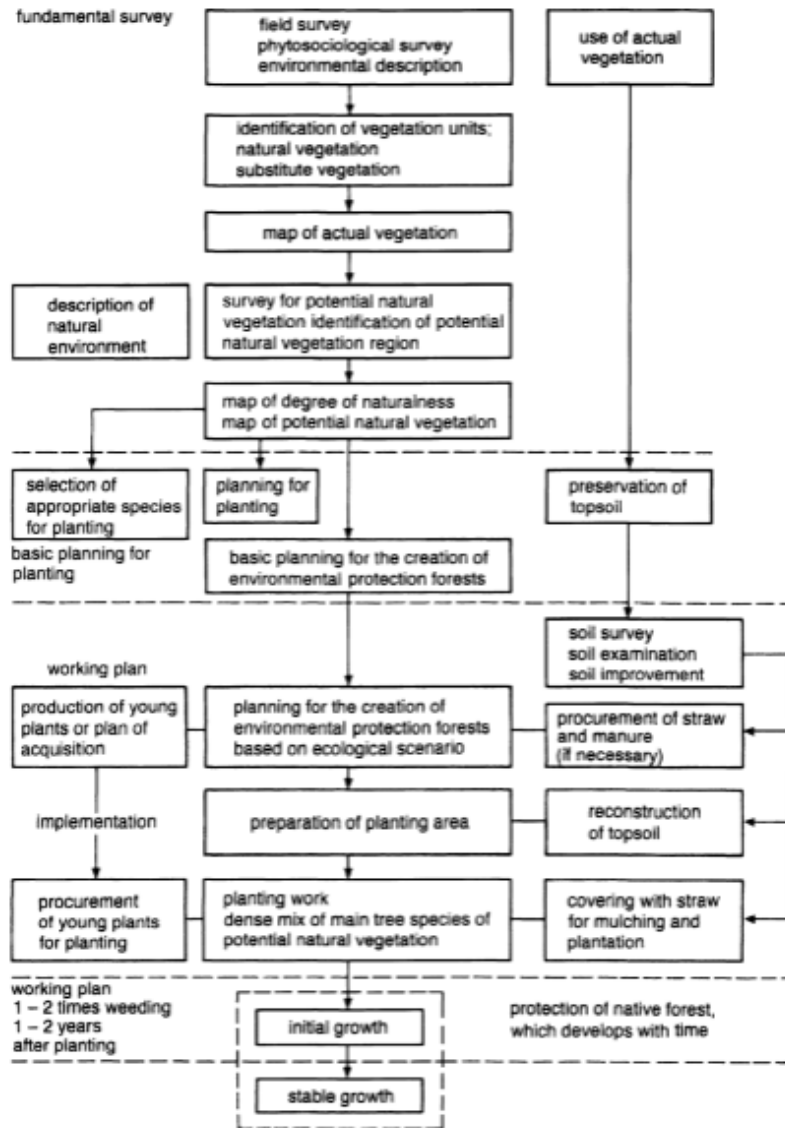 fundamental survey
field survey
phytosociological survey
environmental description
use of actual
vegetation
identification of vegetation units;
natural vegetation
substitute vegetation
map of actual vegetation
description of
natural
environment
survey for potential natural
vegetation identification of potential
natural vegetation region
map of degree of naturalness
map of potential natural vegetation
selection of
appropriate species
for planting
planning for
planting
preservation of
topsoil
basic planning for
planting
basic planning for the creation of
environmental protection forests
soil survey
soil examination
soil improvement
working plan
production of young
plants or plan of
acquisition
planning for the creation of
environmental protection forests
based on ecological scenario
procurement of straw
and manure
(if necessary)
implementation
preparation of planting area
reconstruction
of topsoil
procurement
of young plants
for planting
planting work
dense mix of main tree species of
potential natural vegetation
covering with straw
for mulching and
plantation
working plan
1 – 2 times weeding
1 – 2 years
after planting
initial growth
protection of native forest,
which develops with time
stable growth